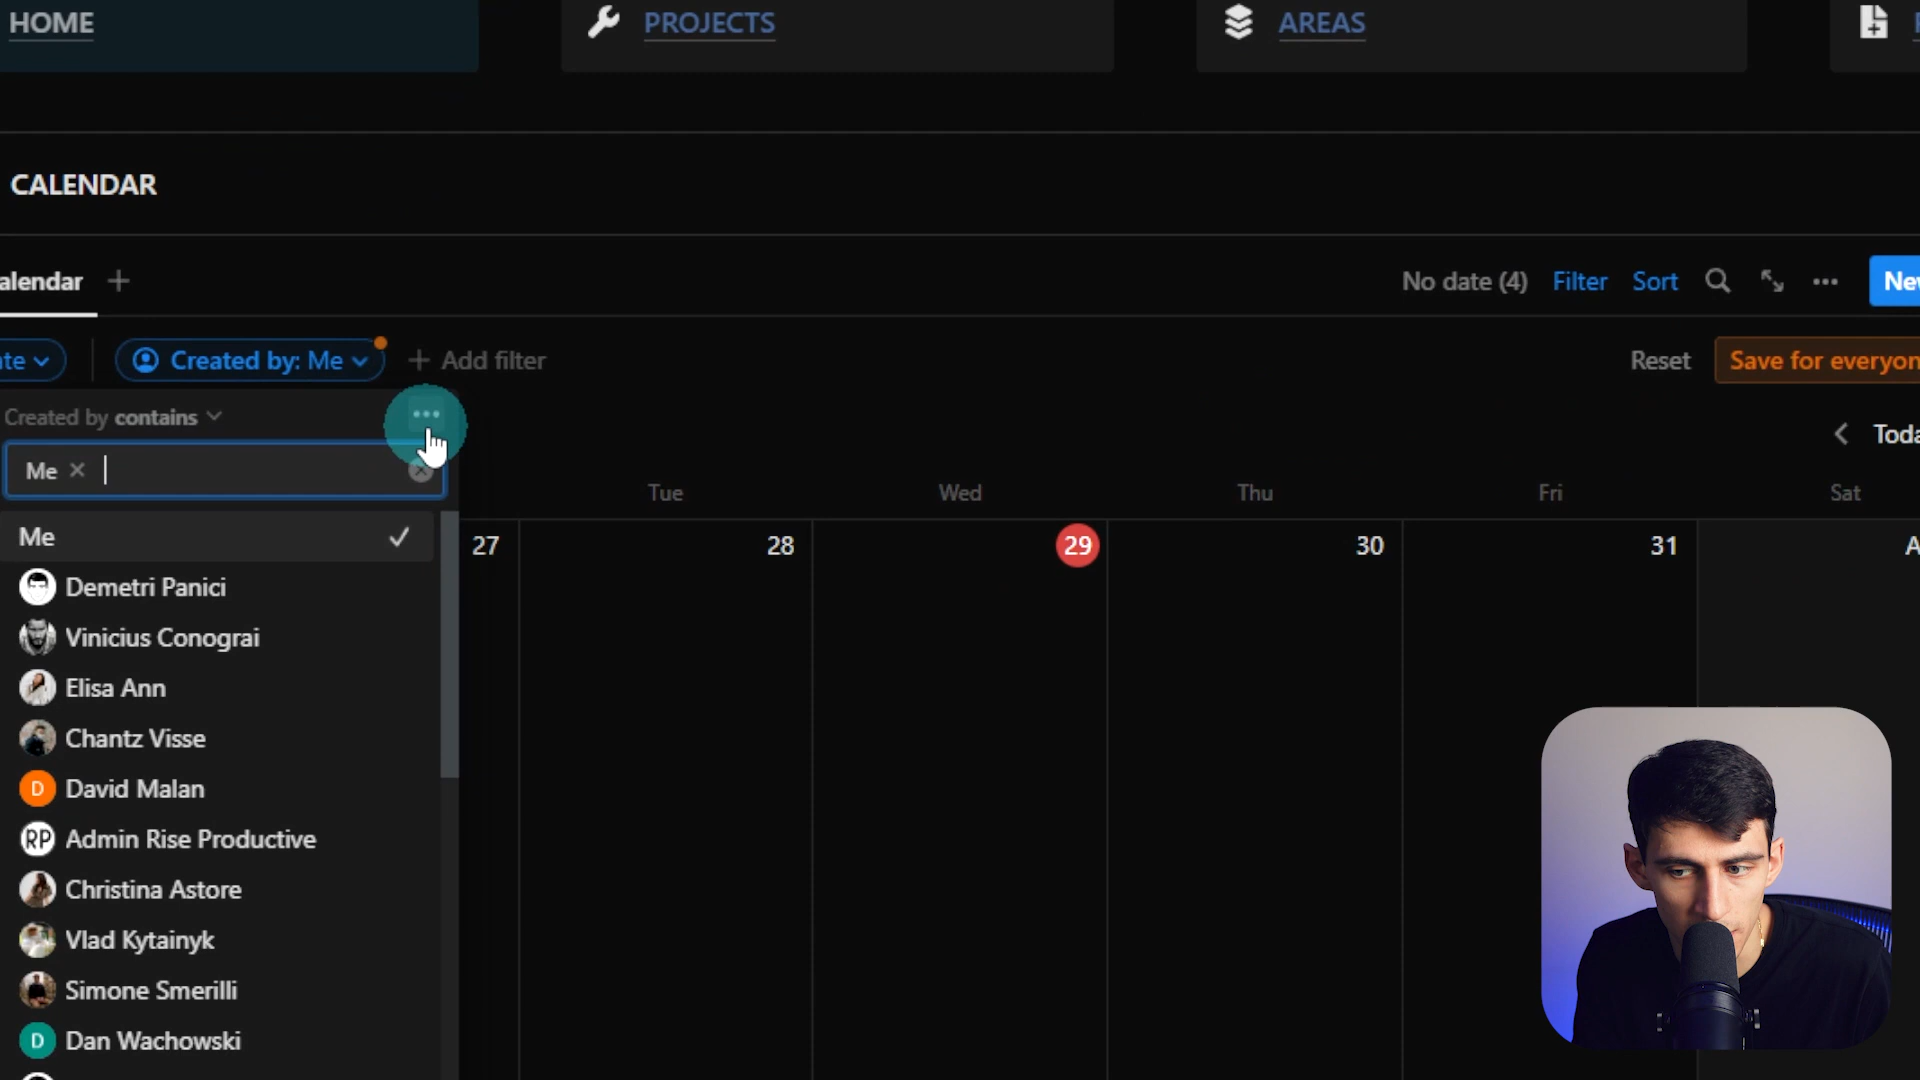 HOME
PROJECTS
AREAS
CALENDAR
alendar
No date (4)
Filter
Sort
Nev
te
Created by: Me
Add filter
Reset
Save for everyon
Created by contains
Toda
Me
Tue
Wed
Thu
Fri
Sat
Me
27
28
29
30
31
A
Demetri Panici
Vinicius Conograi
Elisa Ann
Chantz Visse
D
David Malan
RP
Admin Rise Productive
Christina Astore
Vlad Kytainyk
Simone Smerilli
D
Dan Wachowski